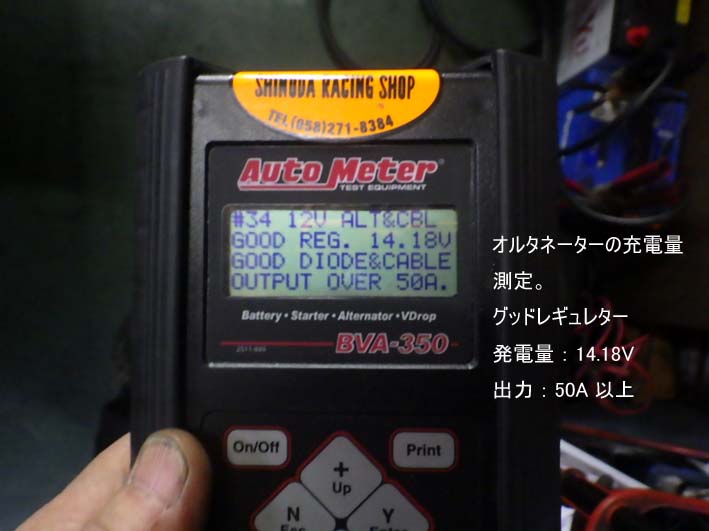 SHINODA RACING SHOP
TEL(058)271-8384
Auto Meter
TEST EQUIPMENT
#34 12V ALT&CBL
GOOD REG. 14.18V
GOOD DIODE&CABLE
OUTPUT OVER 50A.
Battery • Starter • Alternator • VDrop
BVA-350
On/Off
Print
+
Up
N
Y
オルタネーターの充電量
測定。
グッドレギュレター
発電量：14.18V
出力：50A 以上